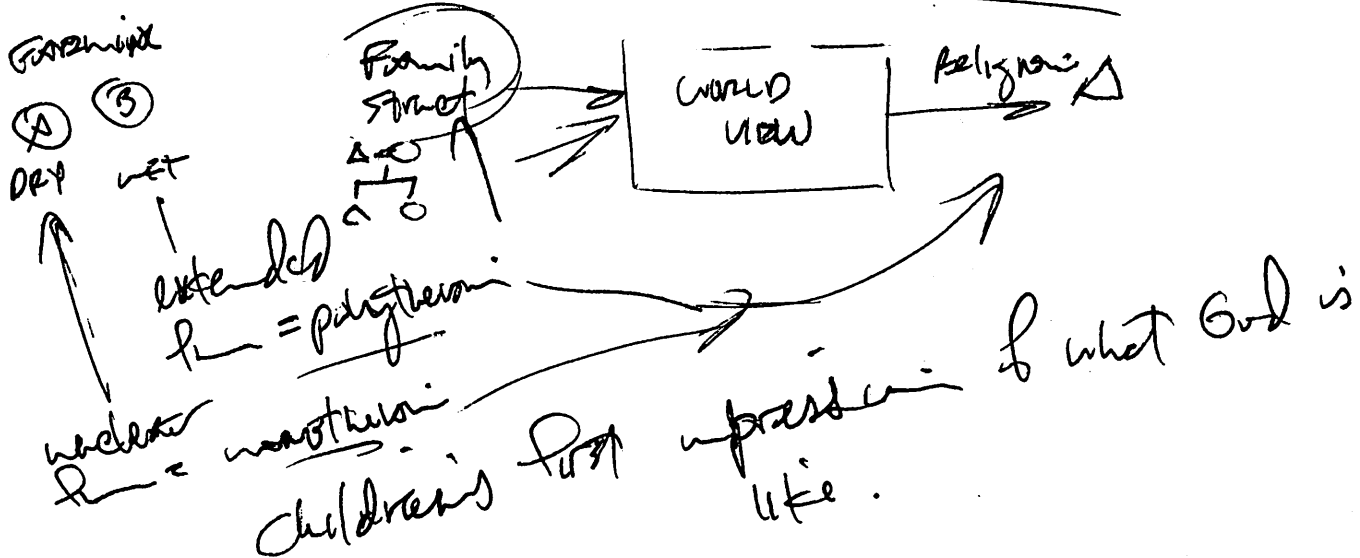 A B
DRY WET
Family
Struct
WORLD
VIEW
Religion Δ
extended
= polytheism
nuclear
= monotheism
children's first impression of what God is
like.